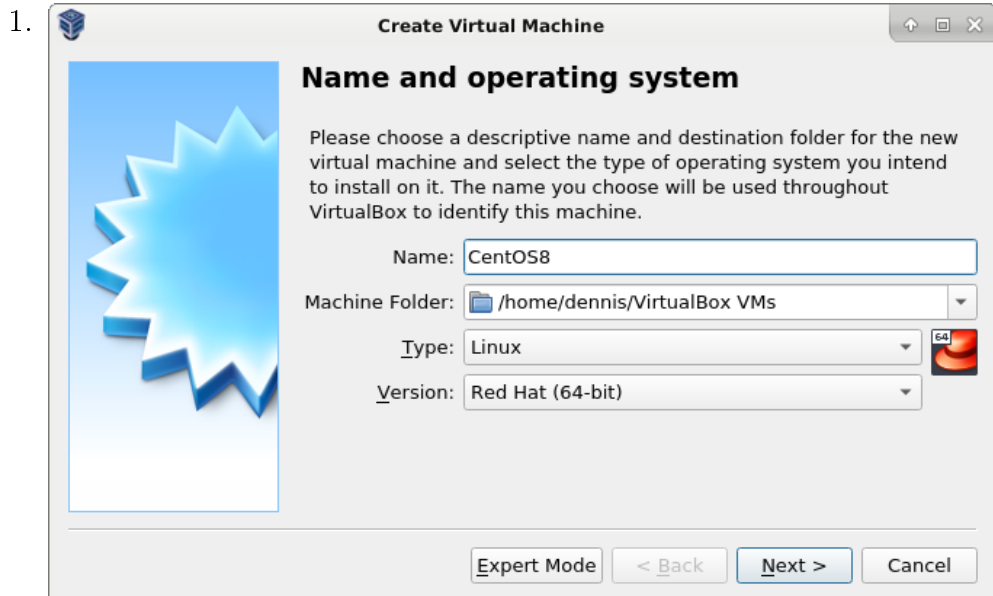 1.
Create Virtual Machine
Name and operating system
Please choose a descriptive name and destination folder for the new
virtual machine and select the type of operating system you intend
to install on it. The name you choose will be used throughout
VirtualBox to identify this machine.
Name: CentOS8
Machine Folder: /home/dennis/VirtualBox VMs
Type: Linux
64
Version: Red Hat (64-bit)
Expert Mode < Back Next > Cancel